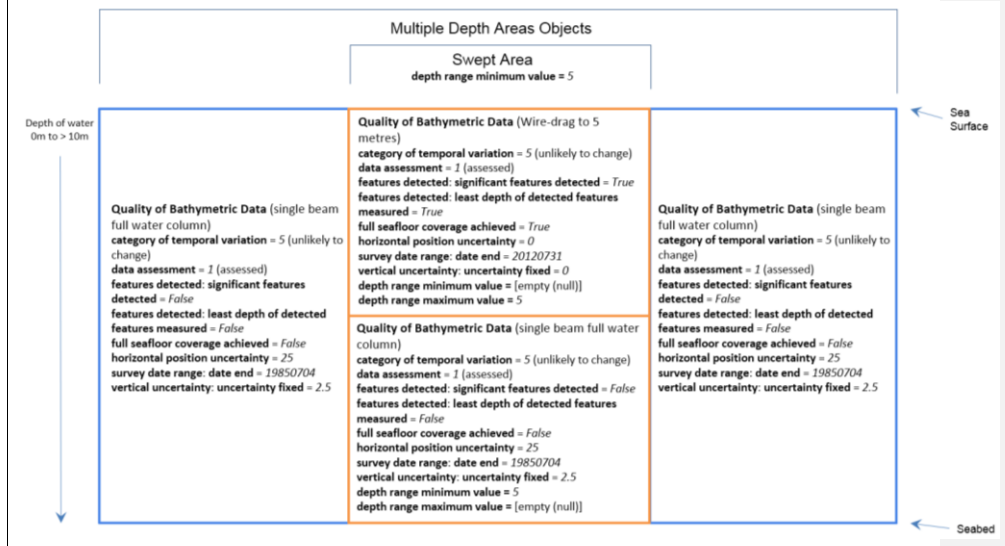 Multiple Depth Areas Objects
Swept Area
depth range minimum value = 5
Depth of water
0m to > 10m
Sea
Surface
Quality of Bathymetric Data (single beam
full water column)
category of temporal variation = 5 (unlikely to
change)
data assessment = 1 (assessed)
features detected: significant features
detected = False
features detected: least depth of detected
features measured = False
full seafloor coverage achieved = False
horizontal position uncertainty = 25
survey date range: date end = 19850704
vertical uncertainty: uncertainty fixed = 2.5
Quality of Bathymetric Data (Wire-drag to 5
metres)
category of temporal variation = 5 (unlikely to change)
data assessment = 1 (assessed)
features detected: significant features detected = True
features detected: least depth of detected features
measured = True
full seafloor coverage achieved = True
horizontal position uncertainty = 0
survey date range: date end = 20120731
vertical uncertainty: uncertainty fixed = 0
depth range minimum value = [empty (null)]
depth range maximum value = 5
Quality of Bathymetric Data (single beam full water
column)
category of temporal variation = 5 (unlikely to change)
data assessment = 1 (assessed)
features detected: significant features detected = False
features detected: least depth of detected features
measured = False
full seafloor coverage achieved = False
horizontal position uncertainty = 25
survey date range: date end = 19850704
vertical uncertainty: uncertainty fixed = 2.5
depth range minimum value = 5
depth range maximum value = [empty (null)]
Quality of Bathymetric Data (single beam
full water column)
category of temporal variation = 5 (unlikely to
change)
data assessment = 1 (assessed)
features detected: significant features
detected = False
features detected: least depth of detected
features measured = False
full seafloor coverage achieved = False
horizontal position uncertainty = 25
survey date range: date end = 19850704
vertical uncertainty: uncertainty fixed = 2.5
Seabed